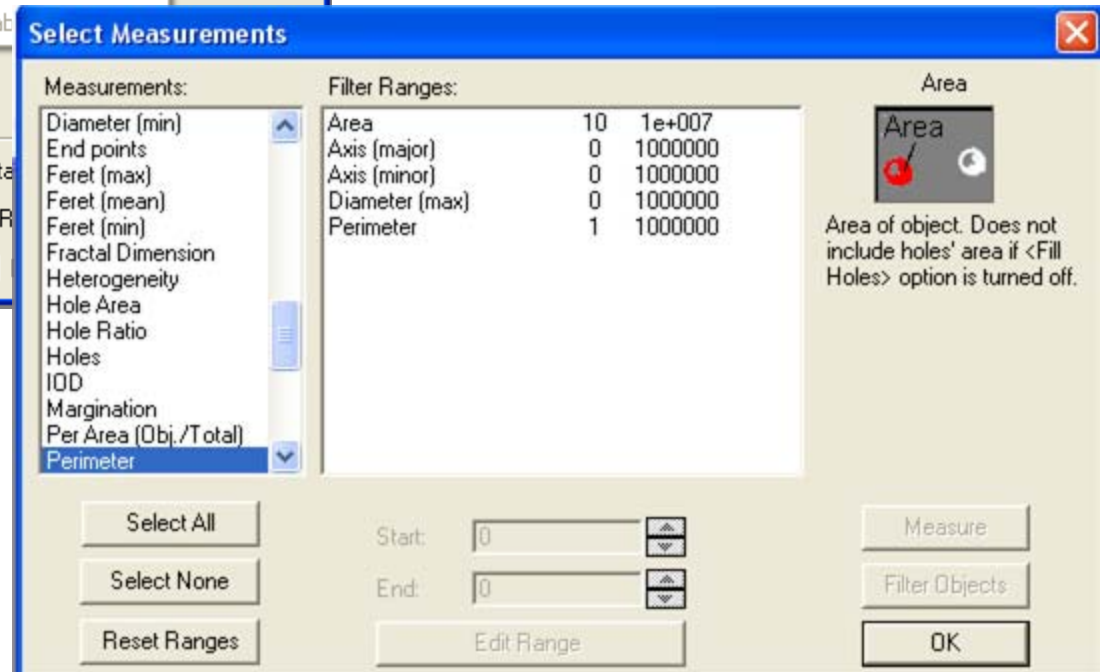 Select Measurements
Measurements:
Diameter (min)
End points
Feret (max)
Feret (mean)
Feret (min)
Fractal Dimension
Heterogeneity
Hole Area
Hole Ratio
Holes
IOD
Margination
Per Area (Obj./Total)
Perimeter
Filter Ranges:
Area 10 1e+007
Axis (major) 0 1000000
Axis (minor) 0 1000000
Diameter (max) 0 1000000
Perimeter 1 1000000
Area
Area
Area of object. Does not
include holes' area if <Fill
Holes> option is turned off.
Select All
Select None
Reset Ranges
Start: 0
End: 0
Edit Range
Measure
Filter Objects
OK